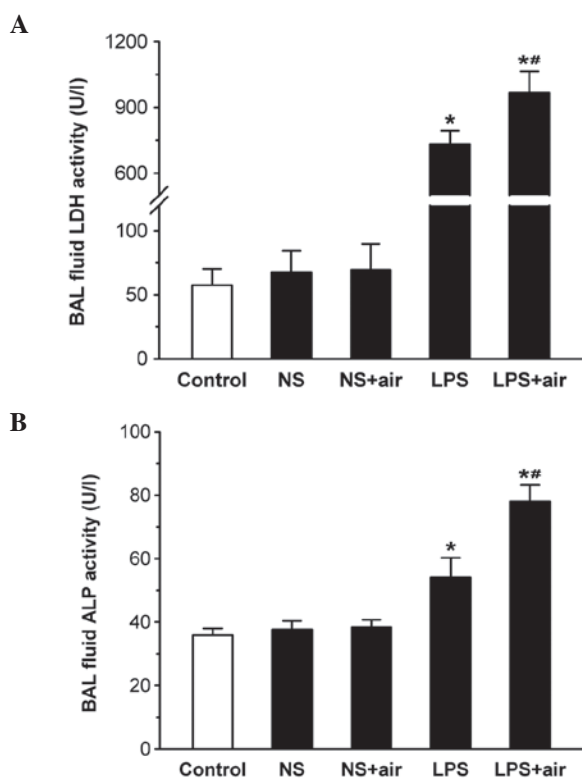 A
BAL fluid LDH activity (U/l)
1200
900
600
100
50
0
*
*#
Control NS NS+air LPS LPS+air
B
BAL fluid ALP activity (U/l)
100
80
60
40
20
0
*
*#
Control NS NS+air LPS LPS+air